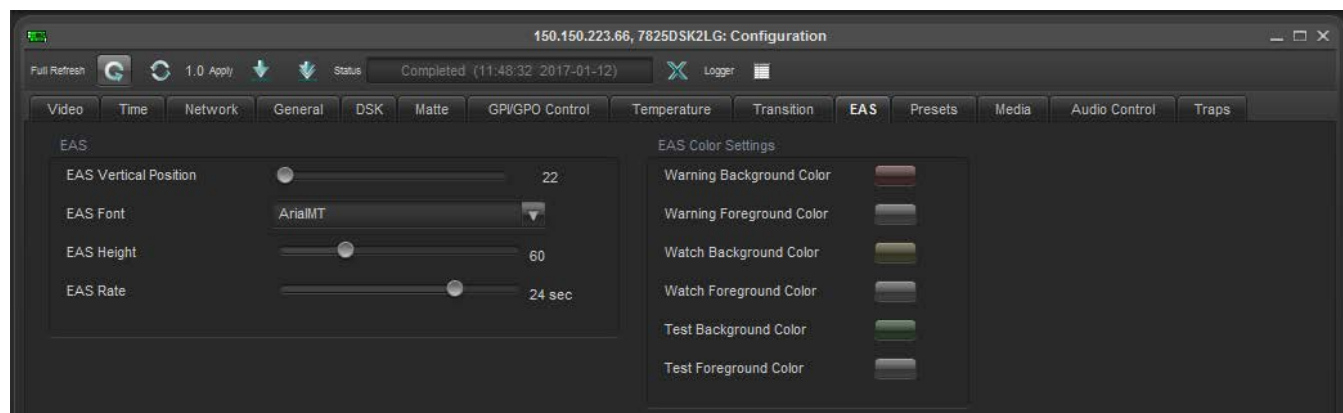 150.150.223.66, 7825DSK2LG: Configuration
Full Refresh 1.0 Apply Status Completed (11:48:32 2017-01-12) Logger
Video Time Network General DSK Matte GPI/GPO Control Temperature Transition EAS Presets Media Audio Control Traps
EAS
EAS Vertical Position 22
EAS Font ArialMT
EAS Height 60
EAS Rate 24 sec
EAS Color Settings
Warning Background Color
Warning Foreground Color
Watch Background Color
Watch Foreground Color
Test Background Color
Test Foreground Color